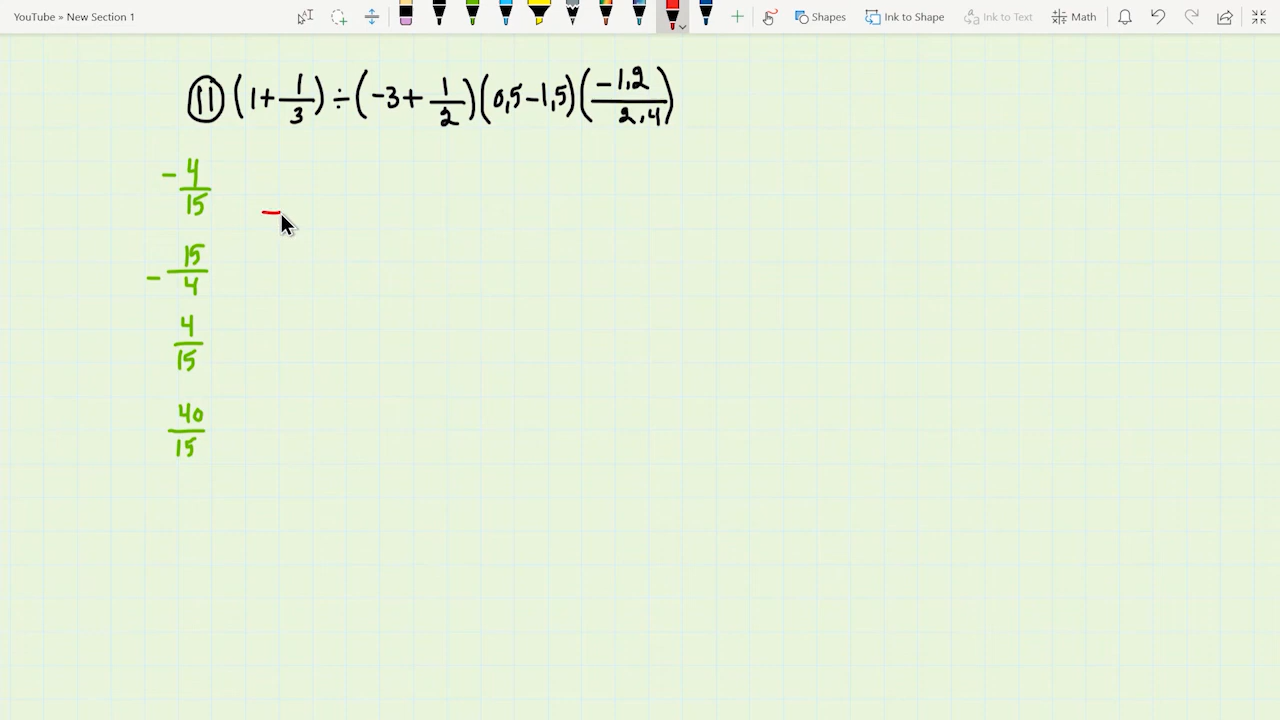 YouTube » New Section 1
Shapes Ink to Shape Ink to Text Math
⑪ (1+1/3)÷(-3+1/2)(0,5-1,5)(-1,2/2,4)
-4/15
-15/4
4/15
40/15